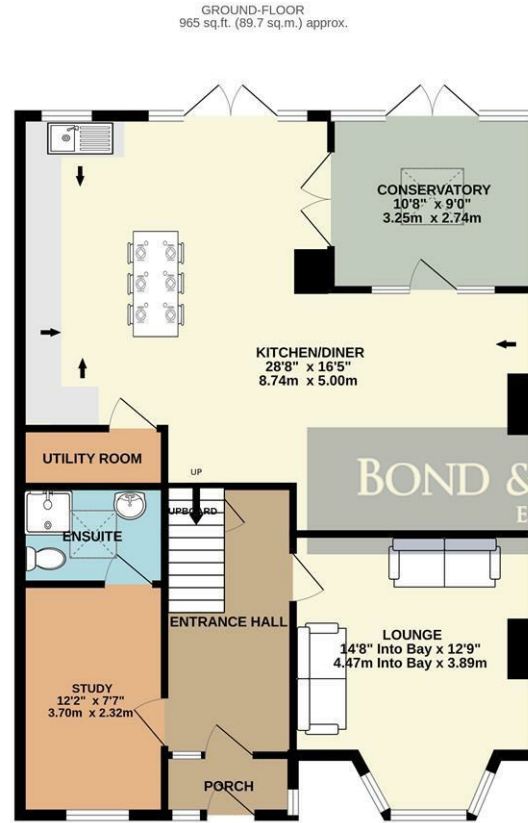 GROUND-FLOOR
965 sq.ft. (89.7 sq.m.) approx.
CONSERVATORY
10'8" x 9'0"
3.25m x 2.74m
KITCHEN/DINER
28'8" x 16'5"
8.74m x 5.00m
UTILITY ROOM
UP
BOND &
E
UPBOARD
ENSUITE
ENTRANCE HALL
LOUNGE
14'8" Into Bay x 12'9"
4.47m Into Bay x 3.89m
STUDY
12'2" x 7'7"
3.70m x 2.32m
PORCH